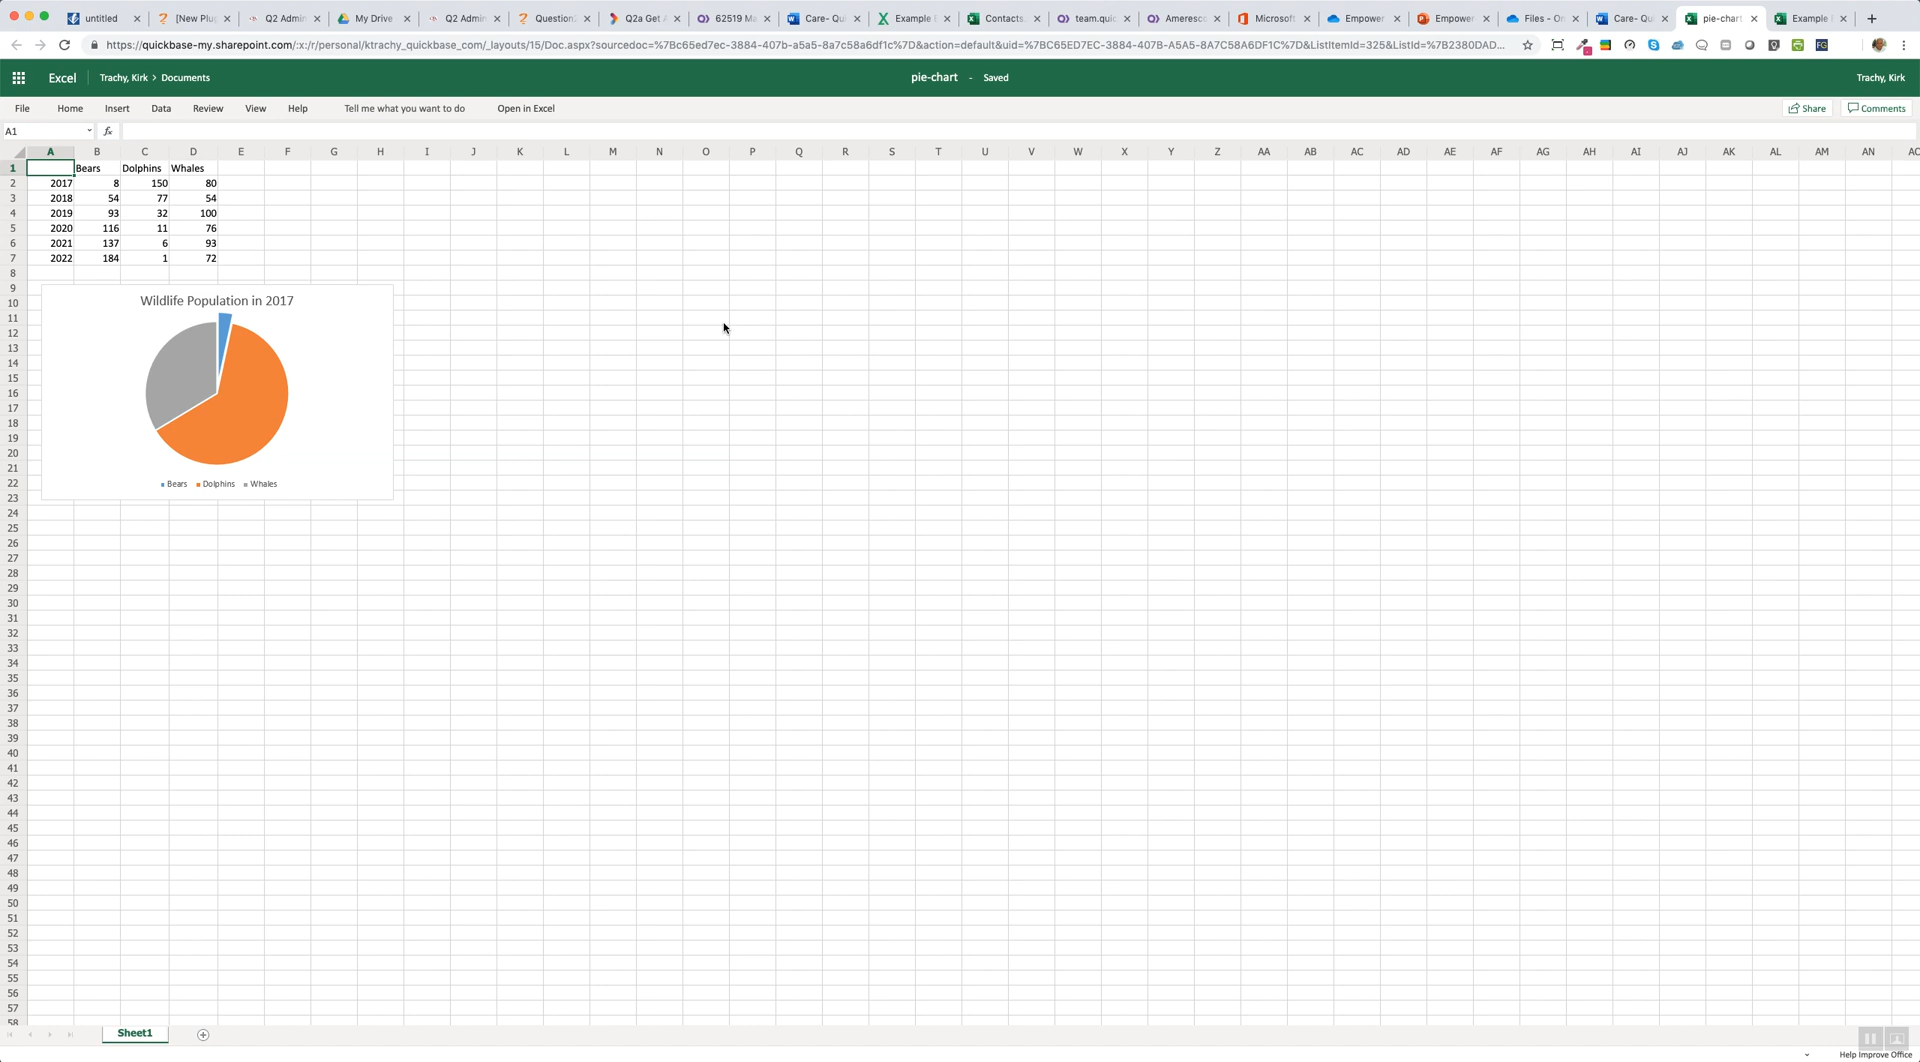 untitled
[New Plug
Q2 Admin
My Drive
Q2 Admin
Question2
Q2a Get A
62519 Ma
Care- Qui
Example E
Contacts.
team.quic
Ameresc
Microsoft
Empower
Empower
Files - On
Care- Qui
pie-chart
Example
https://quickbase-my.sharepoint.com/:x:/r/personal/ktrachy_quickbase_com/_layouts/15/Doc.aspx?sourcedoc=%7Bc65ed7ec-3884-407b-a5a5-8a7c58a6df1c%7D&action=default&uid=%7BC65ED7EC-3884-407B-A5A5-8A7C58A6DF1C%7D&ListItemId=325&ListId=%7B2380DAD...
Excel Trachy, Kirk > Documents pie-chart - Saved Trachy, Kirk
File Home Insert Data Review View Help Tell me what you want to do Open in Excel Share Comments
A1 fx
A B C D E F G H I J K L M N O P Q R S T U V W X Y Z AA AB AC AD AE AF AG AH AI AJ AK AL AM AN AO
1 Bears Dolphins Whales
2 2017 8 150 80
3 2018 54 77 54
4 2019 93 32 100
5 2020 116 11 76
6 2021 137 6 93
7 2022 184 1 72
8
9
10
11
12
13
14
15
16
17
18
19
20
21
22
23
24
25
26
27
28
29
30
31
32
33
34
35
36
37
38
39
40
41
42
43
44
45
46
47
48
49
50
51
52
53
54
55
56
57
58
Wildlife Population in 2017
Bears Dolphins Whales
Sheet1
Help Improve Office